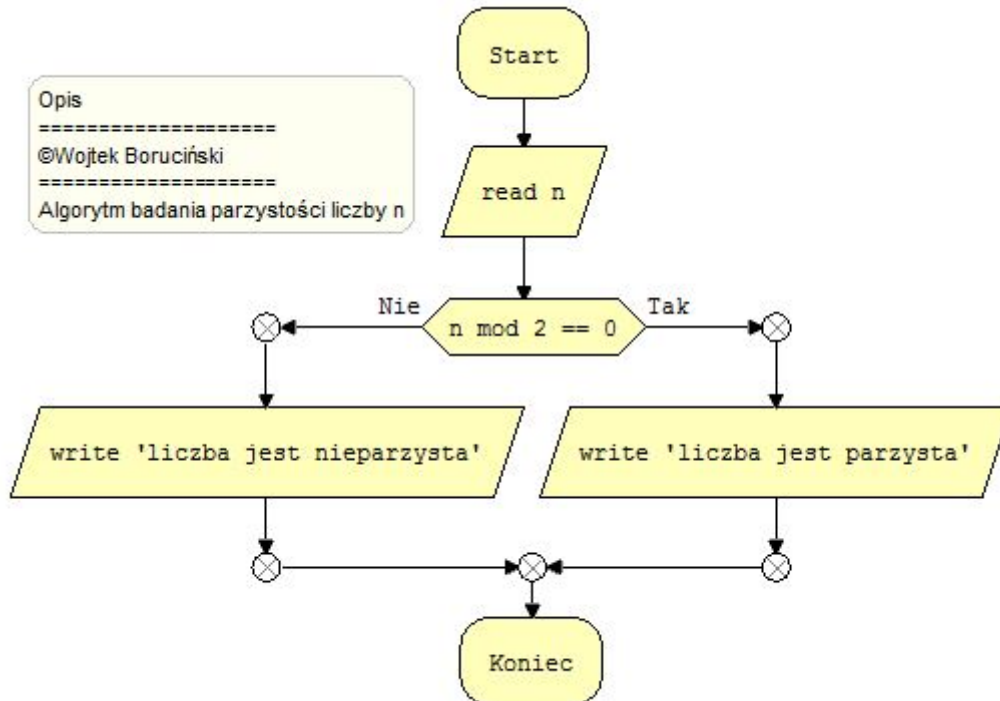 Start
Opis
====================
©Wojtek Boruciński
====================
Algorytm badania parzystości liczby n
read n
Nie
Tak
n mod 2 == 0
write 'liczba jest nieparzysta'
write 'liczba jest parzysta'
Koniec